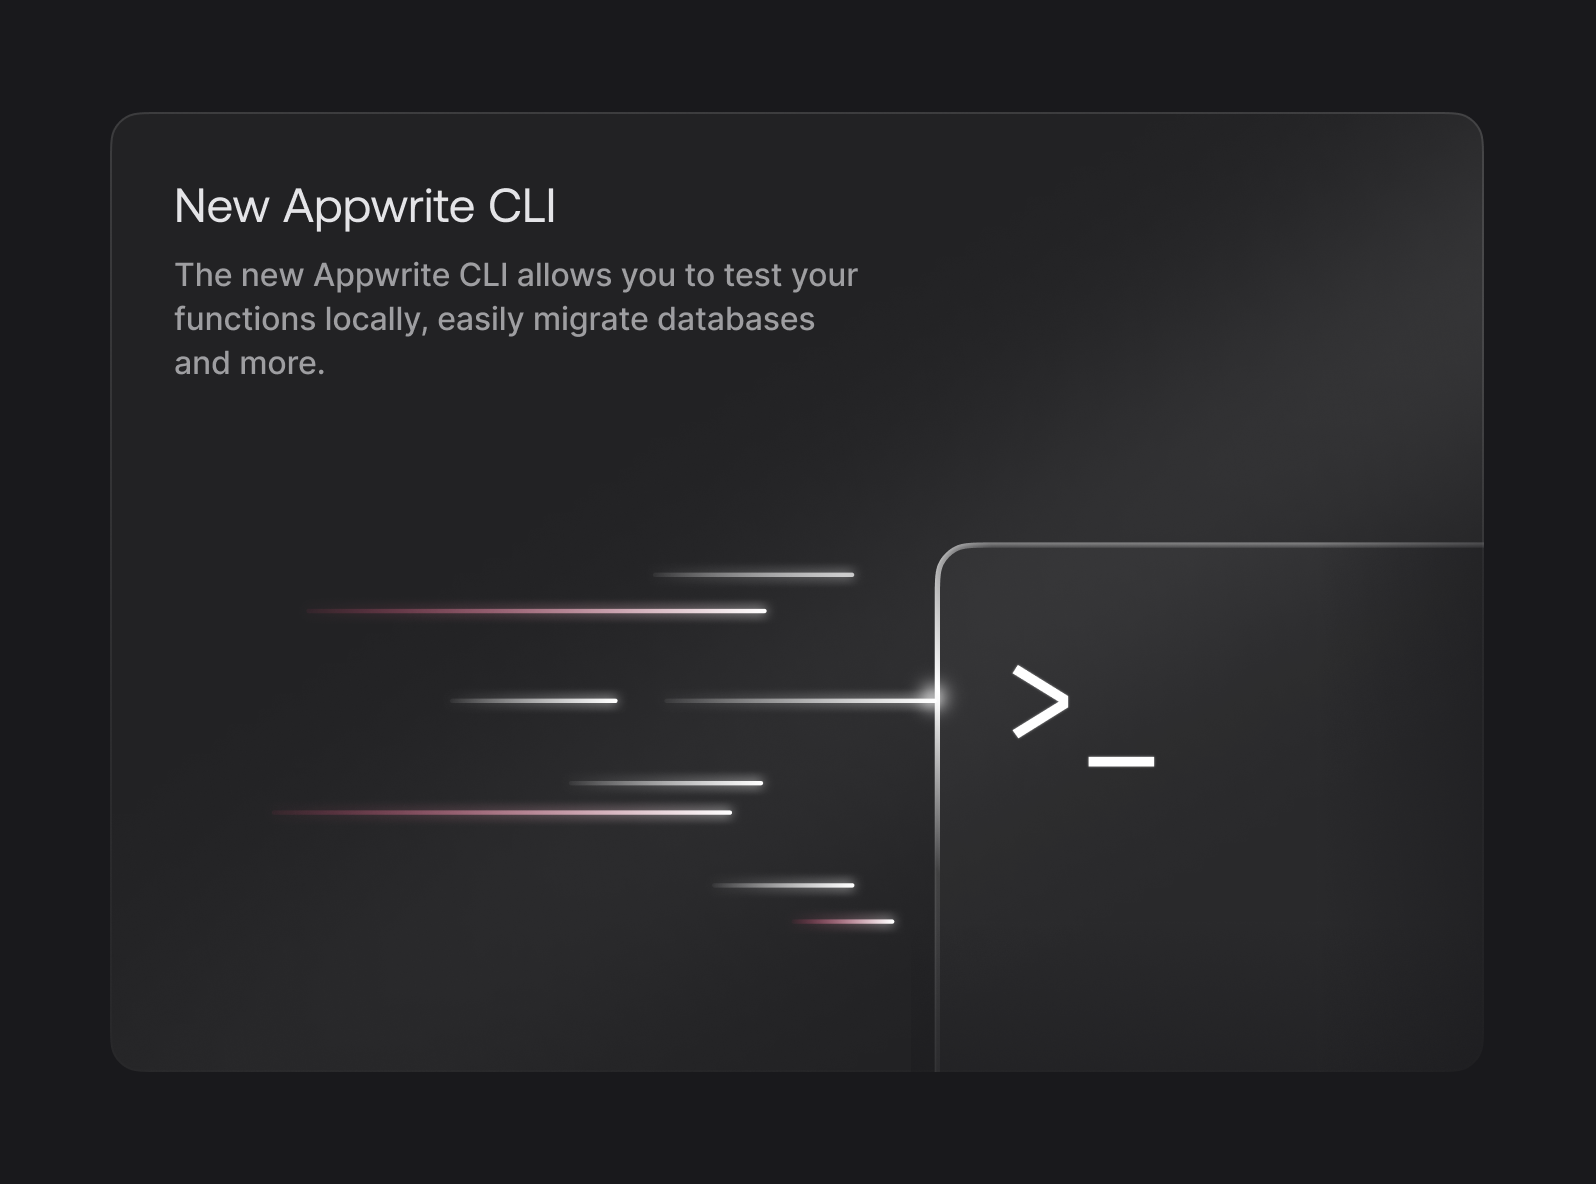 New Appwrite CLI
The new Appwrite CLI allows you to test your
functions locally, easily migrate databases
and more.
>_